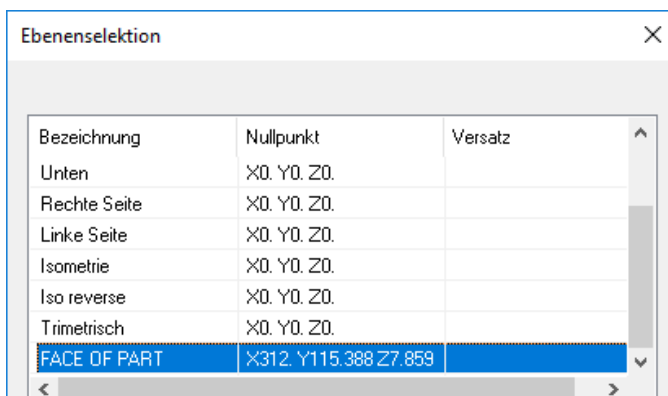 Ebenenselektion
Bezeichnung Nullpunkt Versatz
Unten X0. Y0. Z0.
Rechte Seite X0. Y0. Z0.
Linke Seite X0. Y0. Z0.
Isometrie X0. Y0. Z0.
Iso reverse X0. Y0. Z0.
Trimetrisch X0. Y0. Z0.
FACE OF PART X312. Y115.388 Z7.859